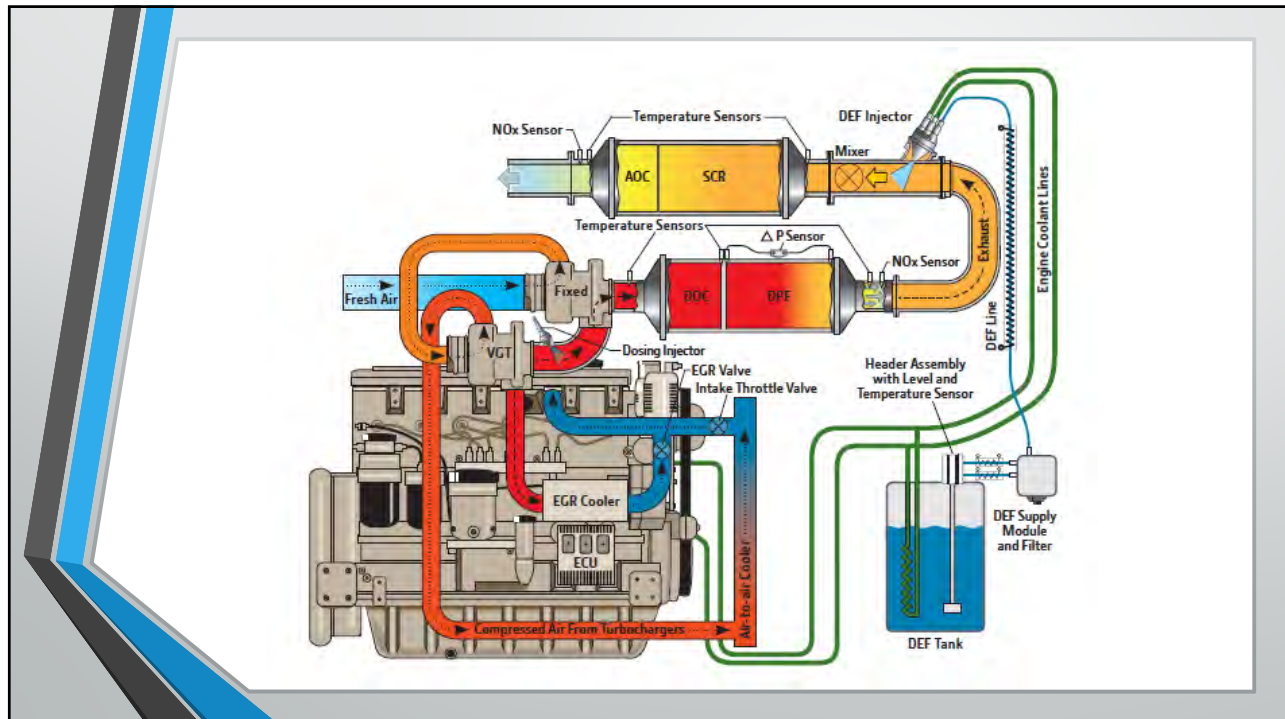 NOx Sensor
Temperature Sensors
DEF Injector
Mixer
AOC
SCR
Temperature Sensors
△ P Sensor
NOx Sensor
Exhaust
DEF Line
Engine Coolant Lines
Fresh Air
Fixed
DOC
DPF
VGT
Dosing Injector
EGR Valve
Intake Throttle Valve
Header Assembly
with Level and
Temperature Sensor
EGR Cooler
ECU
Air-to-air Cooler
DEF Supply
Module
and Filter
Compressed Air From Turbochargers
DEF Tank